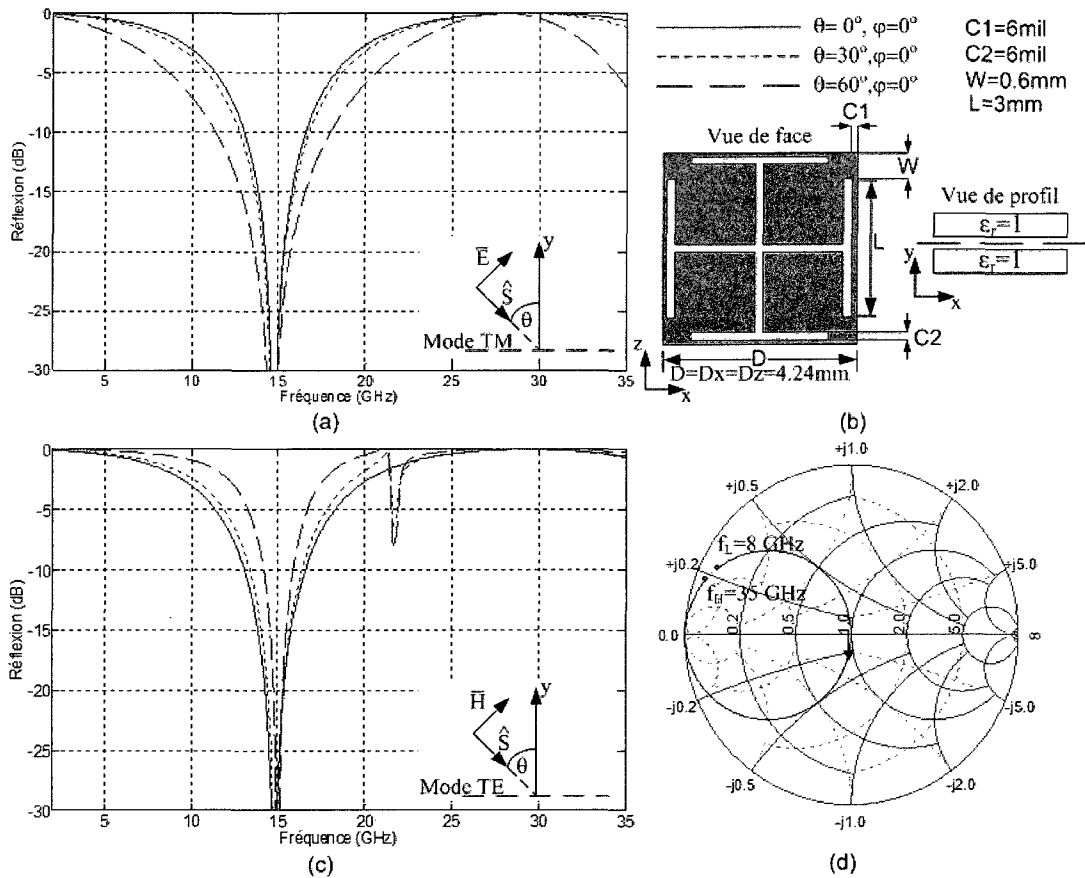 0
-5
-10
-15
-20
-25
-30
Réflexion (dB)
5
10
15
20
25
30
35
Fréquence (GHz)
E
Ŝ
θ
y
Mode TM
(a)
θ= 0°, φ=0°
θ=30°,φ=0°
θ=60°,φ=0°
C1=6mil
C2=6mil
W=0.6mm
L=3mm
C1
Vue de face
W
Vue de profil
εr=1
εr=1
L
y
x
C2
z
D
D=Dx=Dz=4.24mm
x
(b)
0
-5
-10
-15
-20
-25
-30
Réflexion (dB)
5
10
15
20
25
30
35
Fréquence (GHz)
H
Ŝ
θ
y
Mode TE
(c)
+j1.0
+j0.5
+j2.0
fL=8 GHz
+j0.2
+j5.0
fH=35 GHz
0.0
0.2
0.5
1.0
2.0
5.0
∞
-j0.2
-j5.0
-j0.5
-j2.0
-j1.0
(d)